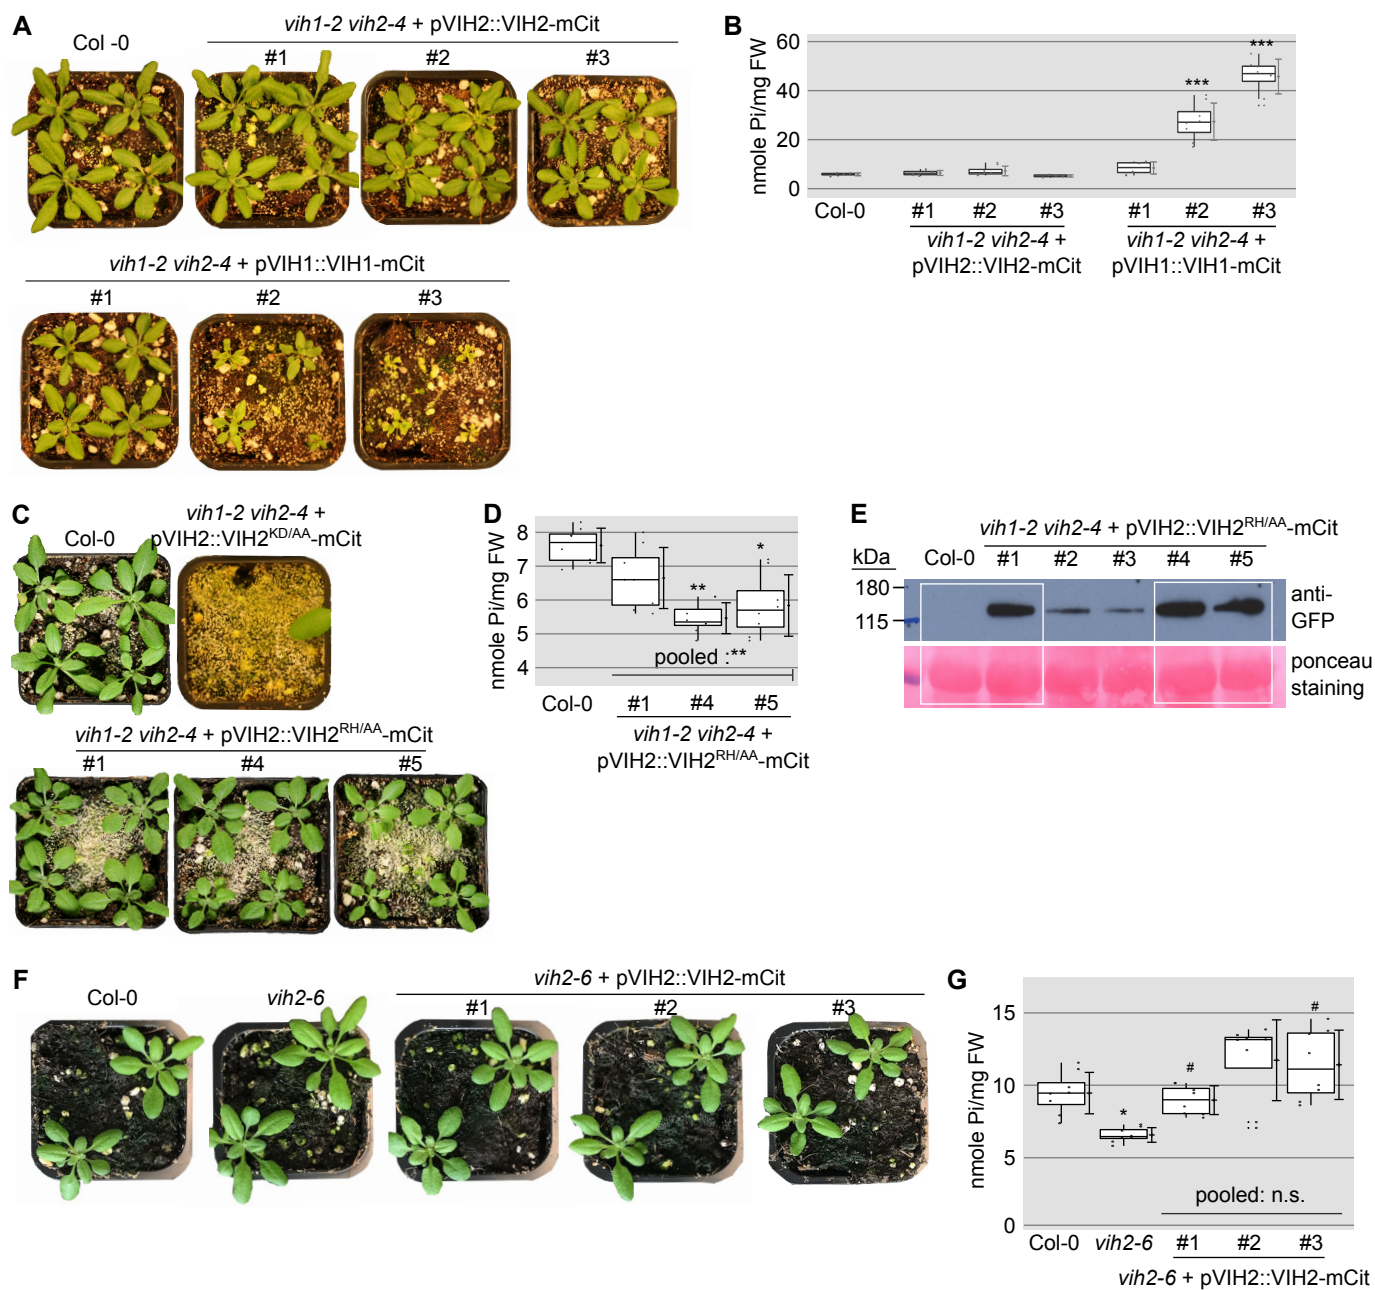 A
Col -0
vih1-2 vih2-4 + pVIH2::VIH2-mCit
#1 #2 #3
vih1-2 vih2-4 + pVIH1::VIH1-mCit
#1 #2 #3
B
nmole Pi/mg FW
60
40
20
0
*** ***
Col-0 #1 #2 #3 #1 #2 #3
vih1-2 vih2-4 + vih1-2 vih2-4 +
pVIH2::VIH2-mCit pVIH1::VIH1-mCit
C
Col-0
vih1-2 vih2-4 +
pVIH2::VIH2KD/AA-mCit
vih1-2 vih2-4 + pVIH2::VIH2RH/AA-mCit
#1 #4 #5
D
nmole Pi/mg FW
8
7
6
5
4
** *
pooled :**
Col-0 #1 #4 #5
vih1-2 vih2-4 +
pVIH2::VIH2RH/AA-mCit
E
vih1-2 vih2-4 + pVIH2::VIH2RH/AA-mCit
kDa Col-0 #1 #2 #3 #4 #5
180
115
anti-
GFP
ponceau
staining
F
Col-0 vih2-6
vih2-6 + pVIH2::VIH2-mCit
#1 #2 #3
G
nmole Pi/mg FW
15
10
5
0
* # #
pooled: n.s.
Col-0 vih2-6 #1 #2 #3
vih2-6 + pVIH2::VIH2-mCit